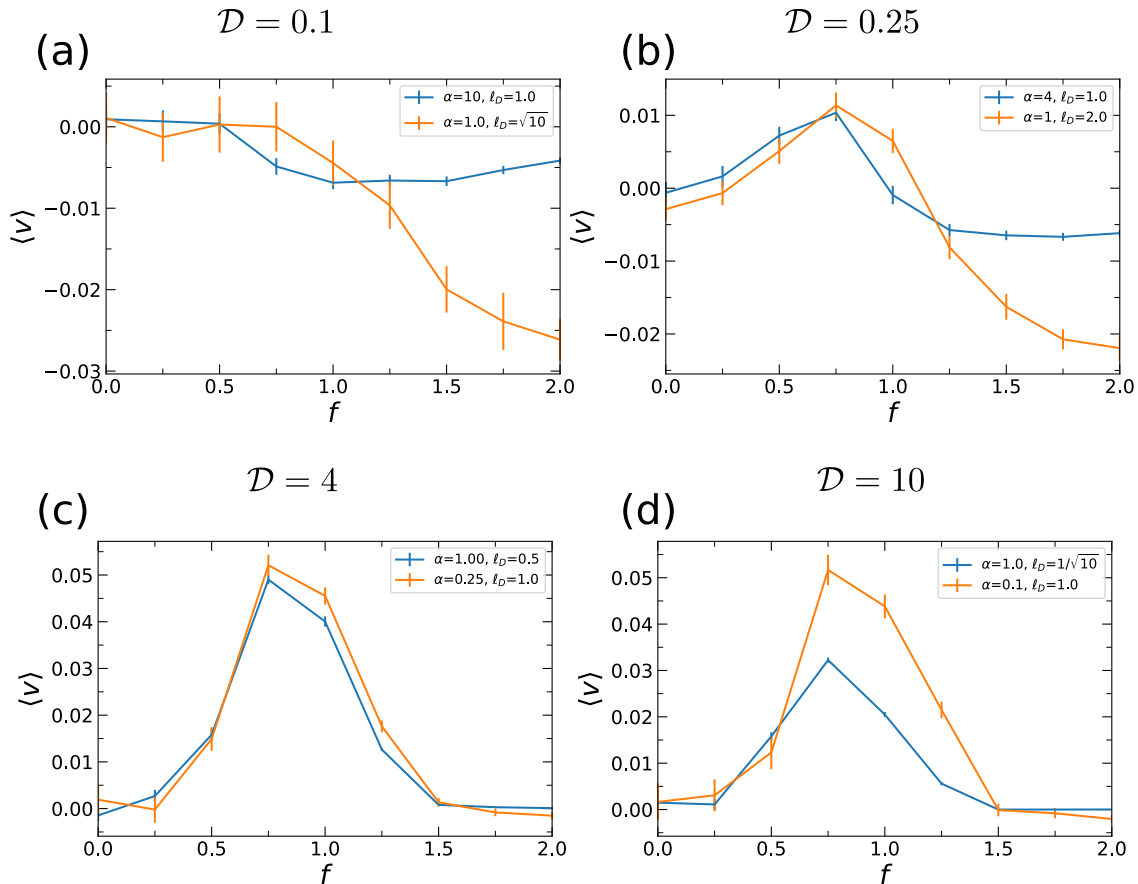 𝒟 = 0.1
𝒟 = 0.25
(a)
(b)
α=10, ℓ_D=1.0
α=1.0, ℓ_D=√10
α=4, ℓ_D=1.0
α=1, ℓ_D=2.0
0.00
−0.01
−0.02
−0.03
⟨v⟩
0.0 0.5 1.0 1.5 2.0
f
0.01
0.00
−0.01
−0.02
⟨v⟩
0.0 0.5 1.0 1.5 2.0
f
𝒟 = 4
𝒟 = 10
(c)
(d)
α=1.00, ℓ_D=0.5
α=0.25, ℓ_D=1.0
α=1.0, ℓ_D=1/√10
α=0.1, ℓ_D=1.0
0.05
0.04
0.03
0.02
0.01
0.00
⟨v⟩
0.0 0.5 1.0 1.5 2.0
f
0.05
0.04
0.03
0.02
0.01
0.00
⟨v⟩
0.0 0.5 1.0 1.5 2.0
f